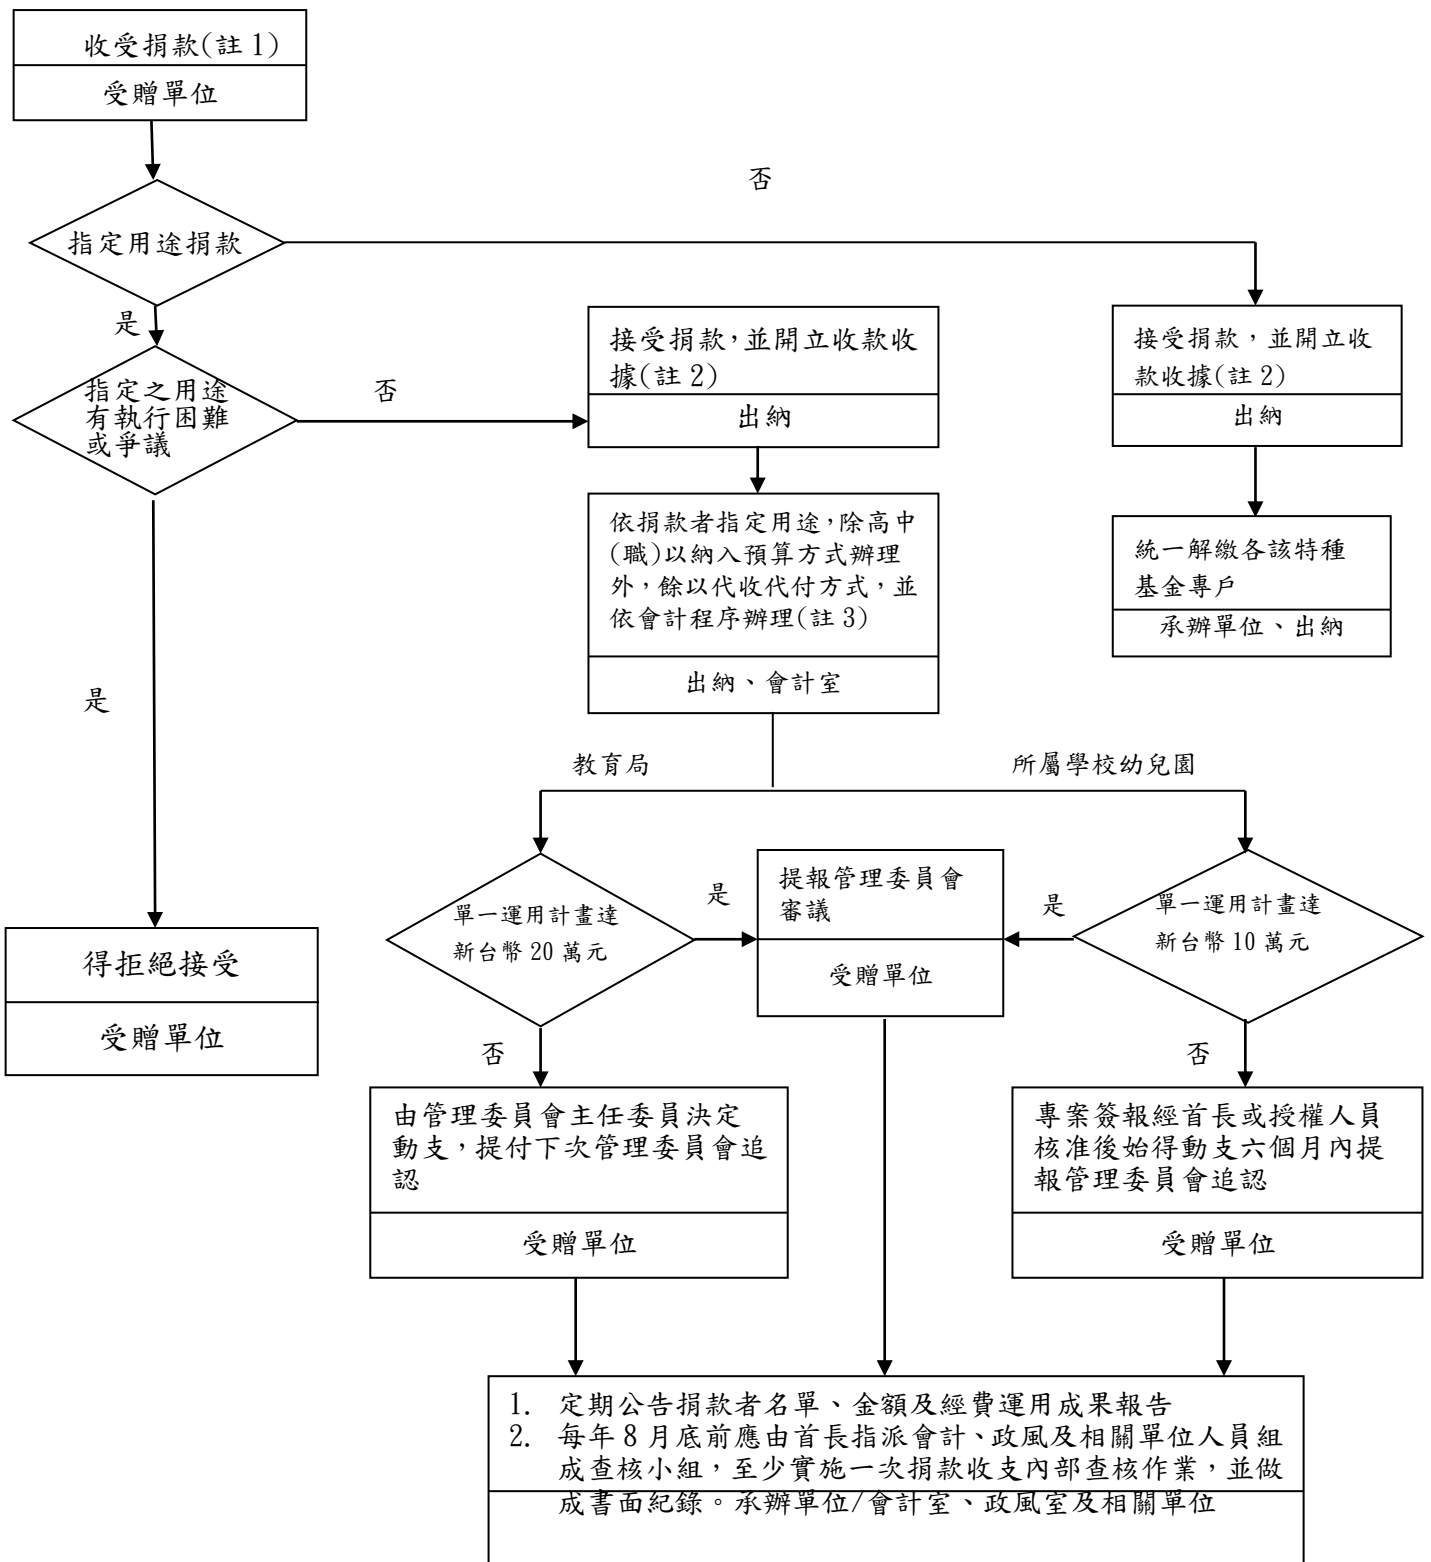 收受捐款(註1)
受贈單位
否
指定用途捐款
是
指定之用途
有執行困難
或爭議
否
接受捐款,並開立收款收
據(註2)
出納
接受捐款,並開立收
款收據(註2)
出納
依捐款者指定用途,除高中
(職)以納入預算方式辦理
外,餘以代收代付方式,並
依會計程序辦理(註3)
出納、會計室
統一解繳各該特種
基金專戶
承辦單位、出納
是
教育局
所屬學校幼兒園
單一運用計畫達
新台幣20萬元
是
提報管理委員會
審議
受贈單位
是
單一運用計畫達
新台幣10萬元
得拒絕接受
受贈單位
否
否
由管理委員會主任委員決定
動支,提付下次管理委員會追
認
受贈單位
專案簽報經首長或授權人員
核准後始得動支六個月內提
報管理委員會追認
受贈單位
1. 定期公告捐款者名單、金額及經費運用成果報告
2. 每年8月底前應由首長指派會計、政風及相關單位人員組
成查核小組,至少實施一次捐款收支內部查核作業,並做
成書面紀錄。承辦單位/會計室、政風室及相關單位